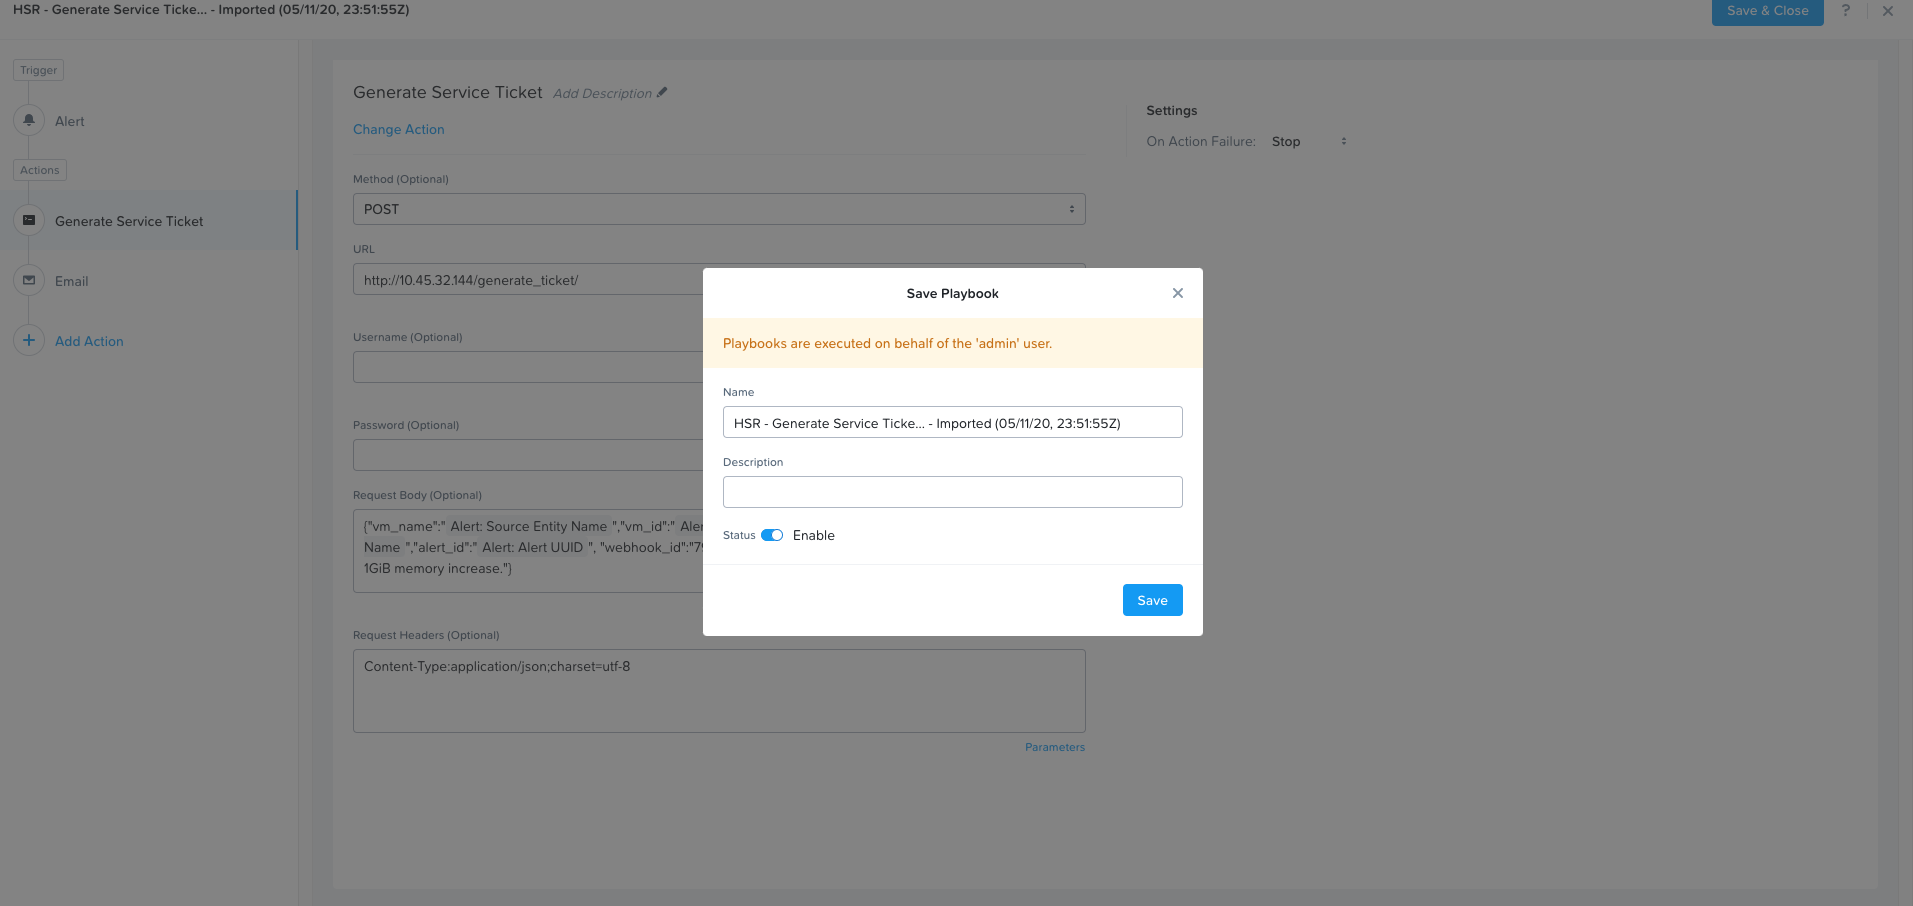 HSR - Generate Service Ticke... - Imported (05/11/20, 23:51:55Z)
Save & Close
?
Trigger
Alert
Actions
Generate Service Ticket
Email
Add Action
Generate Service Ticket Add Description
Change Action
Method (Optional)
POST
URL
http://10.45.32.144/generate_ticket/
Username (Optional)
Password (Optional)
Request Body (Optional)
{"vm_name":" Alert: Source Entity Name ","vm_id":" Aler
Name ","alert_id":" Alert: Alert UUID ", "webhook_id":"79
1GiB memory increase."}
Request Headers (Optional)
Content-Type:application/json;charset=utf-8
Parameters
Settings
On Action Failure: Stop
Save Playbook
Playbooks are executed on behalf of the 'admin' user.
Name
HSR - Generate Service Ticke... - Imported (05/11/20, 23:51:55Z)
Description
Status Enable
Save